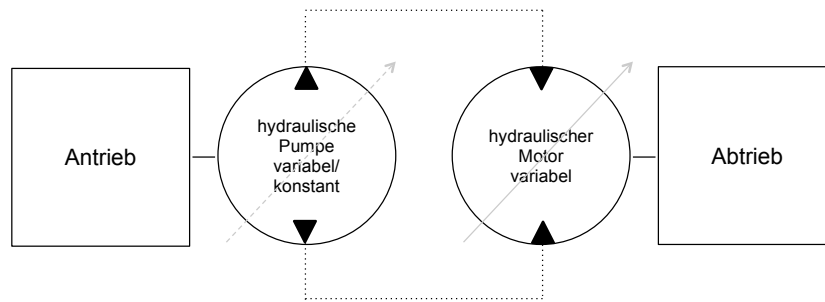 Antrieb
hydraulische
Pumpe
variabel/
konstant
hydraulischer
Motor
variabel
Abtrieb